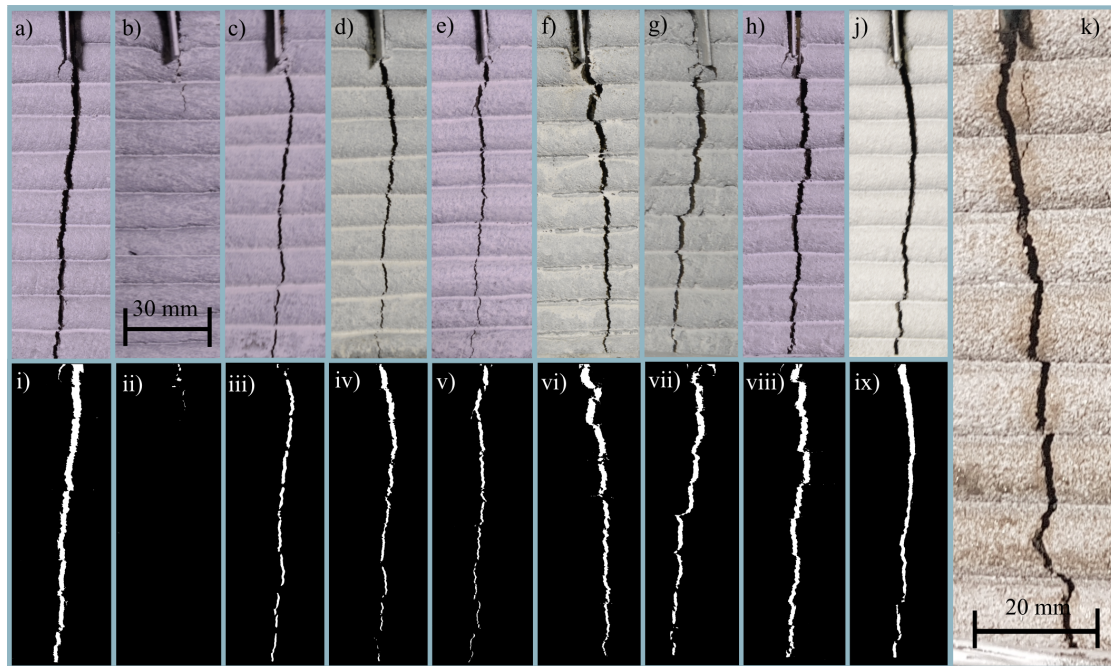 a)
b)
c)
d)
e)
f)
g)
h)
j)
k)
30 mm
i)
ii)
iii)
iv)
v)
vi)
vii)
viii)
ix)
20 mm